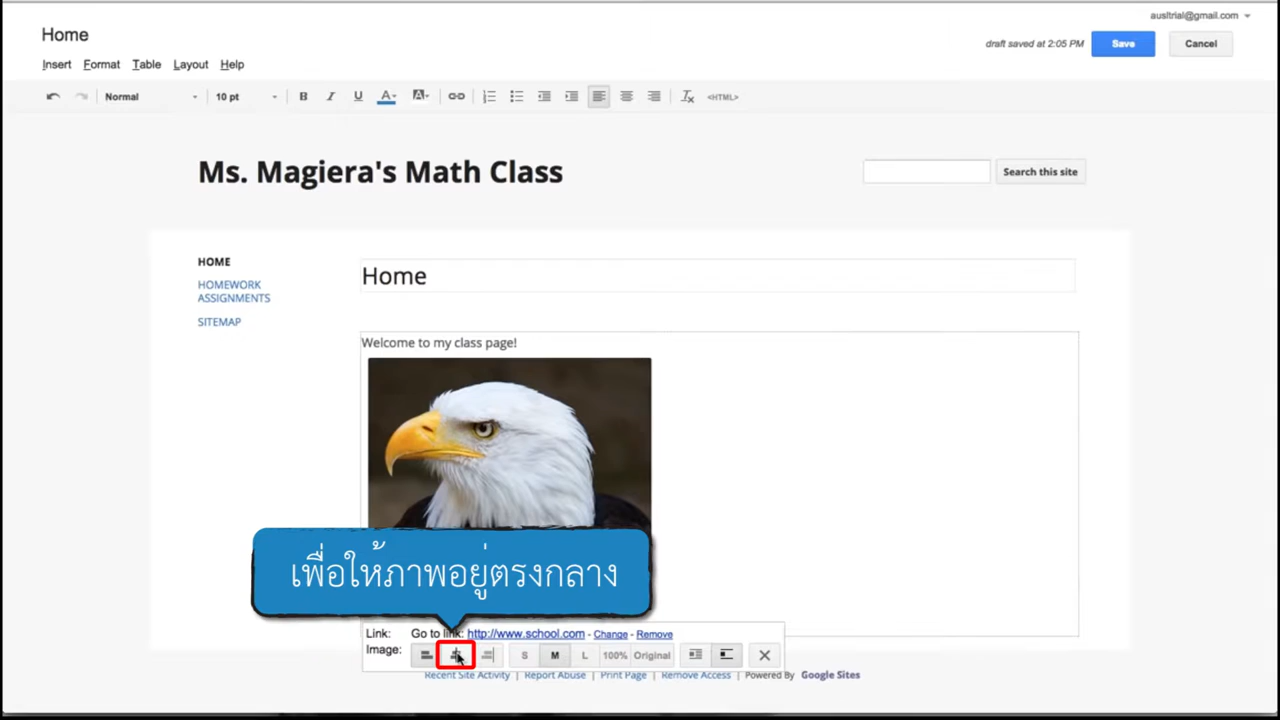 ausltrial@gmail.com
Home
draft saved at 2:05 PM Save Cancel
Insert Format Table Layout Help
Normal 10 pt B I U A A <HTML>
Ms. Magiera's Math Class
Search this site
HOME
HOMEWORK ASSIGNMENTS
SITEMAP
Home
Welcome to my class page!
เพื่อให้ภาพอยู่ตรงกลาง
Link: Go to link: http://www.school.com - Change - Remove
Image: S M L 100% Original
Recent Site Activity | Report Abuse | Print Page | Remove Access | Powered By Google Sites